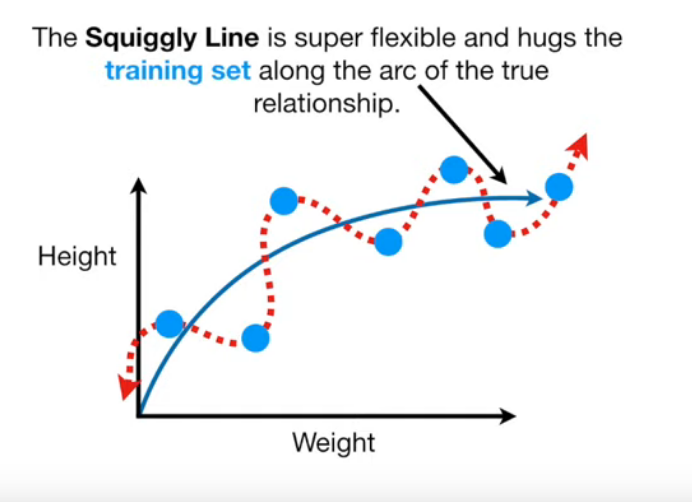 The Squiggly Line is super flexible and hugs the
training set along the arc of the true
relationship.
Height
Weight